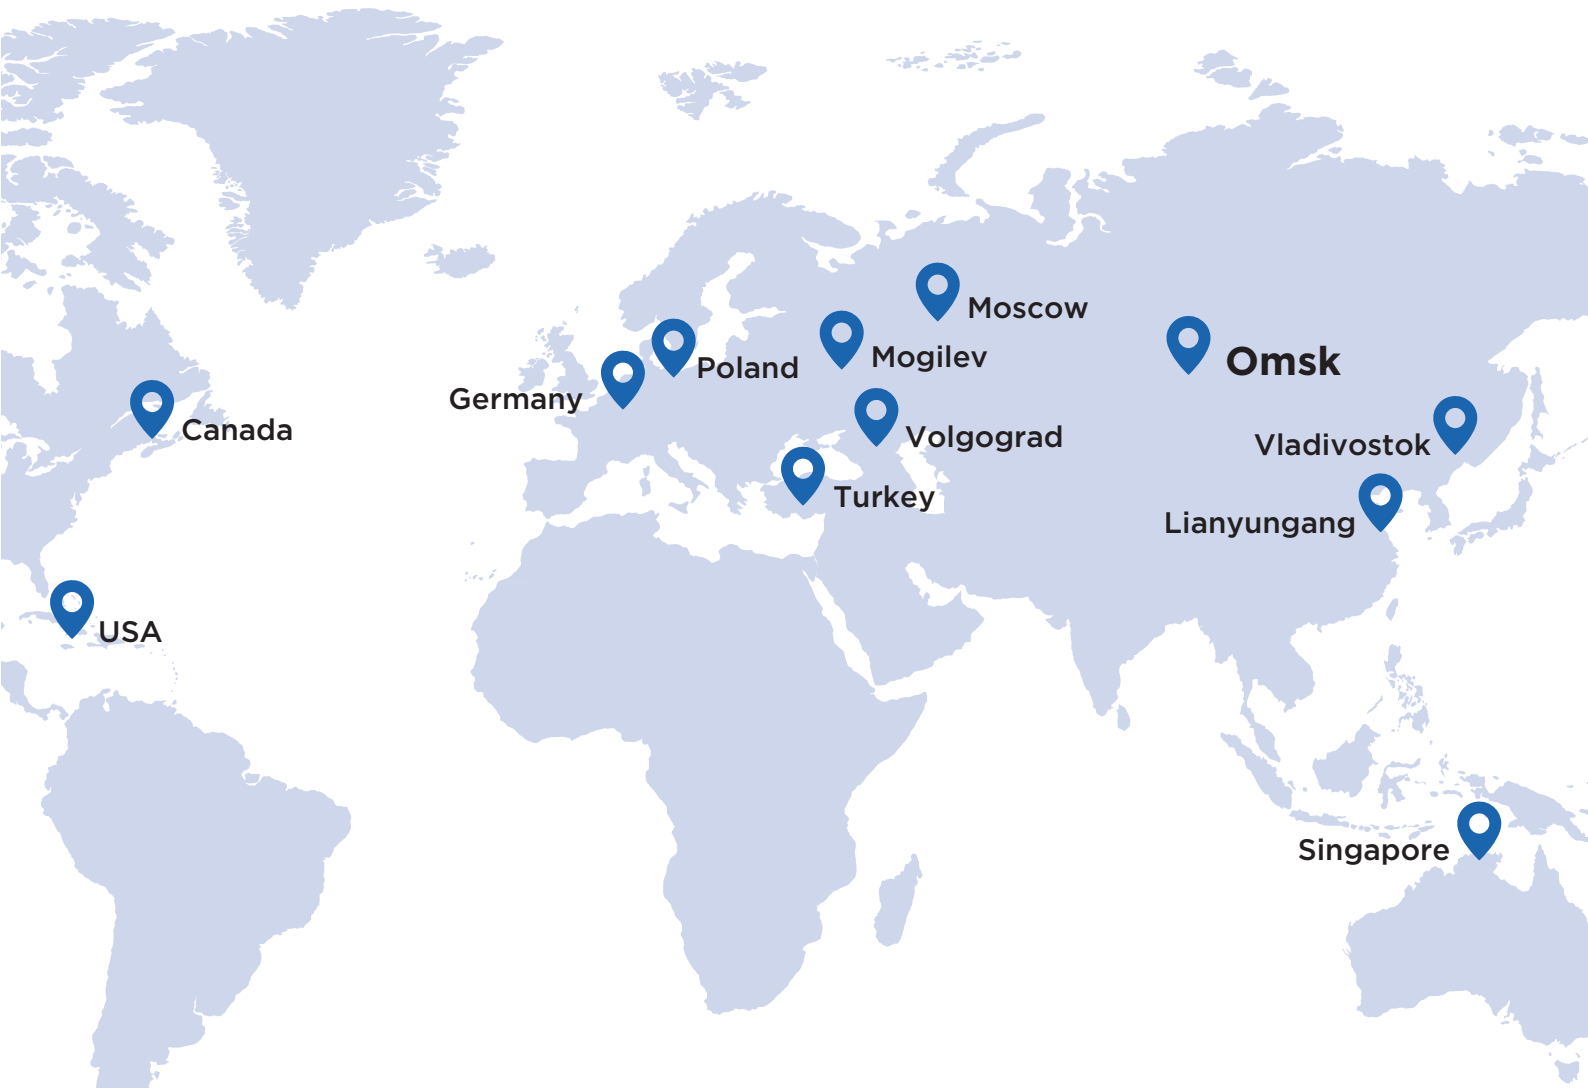 Moscow
Mogilev
Omsk
Poland
Germany
Canada
Volgograd
Vladivostok
Turkey
Lianyungang
USA
Singapore